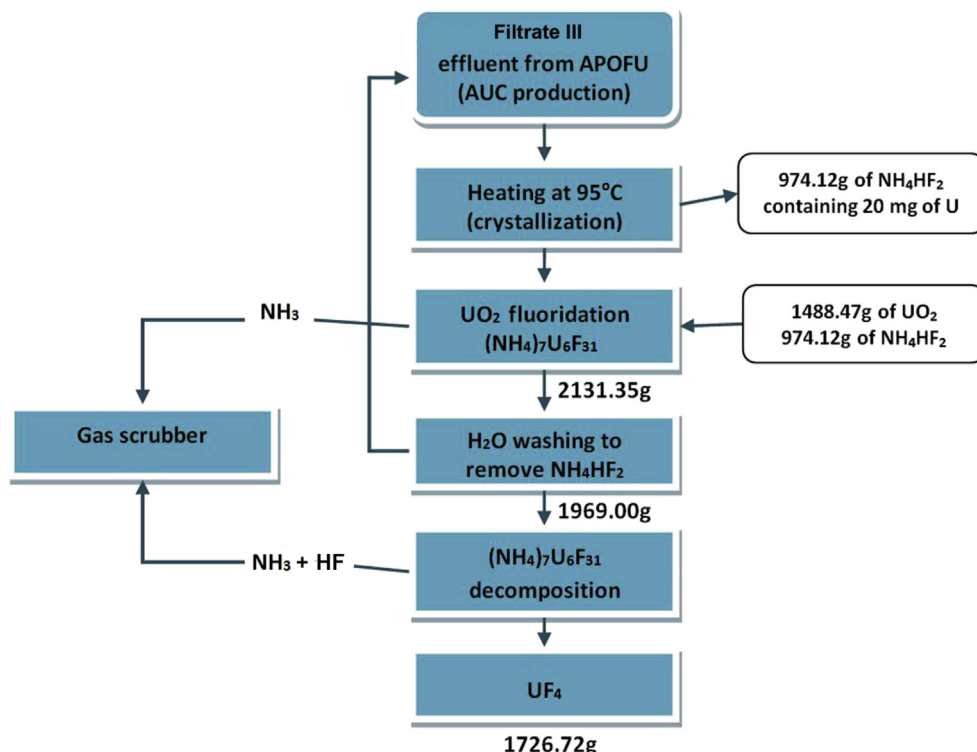 Filtrate III
effluent from APOFU
(AUC production)
Heating at 95°C
(crystallization)
974.12g of NH₄HF₂
containing 20 mg of U
NH₃
UO₂ fluoridation
(NH₄)₇U₆F₃₁
1488.47g of UO₂
974.12g of NH₄HF₂
2131.35g
Gas scrubber
H₂O washing to
remove NH₄HF₂
1969.00g
NH₃ + HF
(NH₄)₇U₆F₃₁
decomposition
UF₄
1726.72g